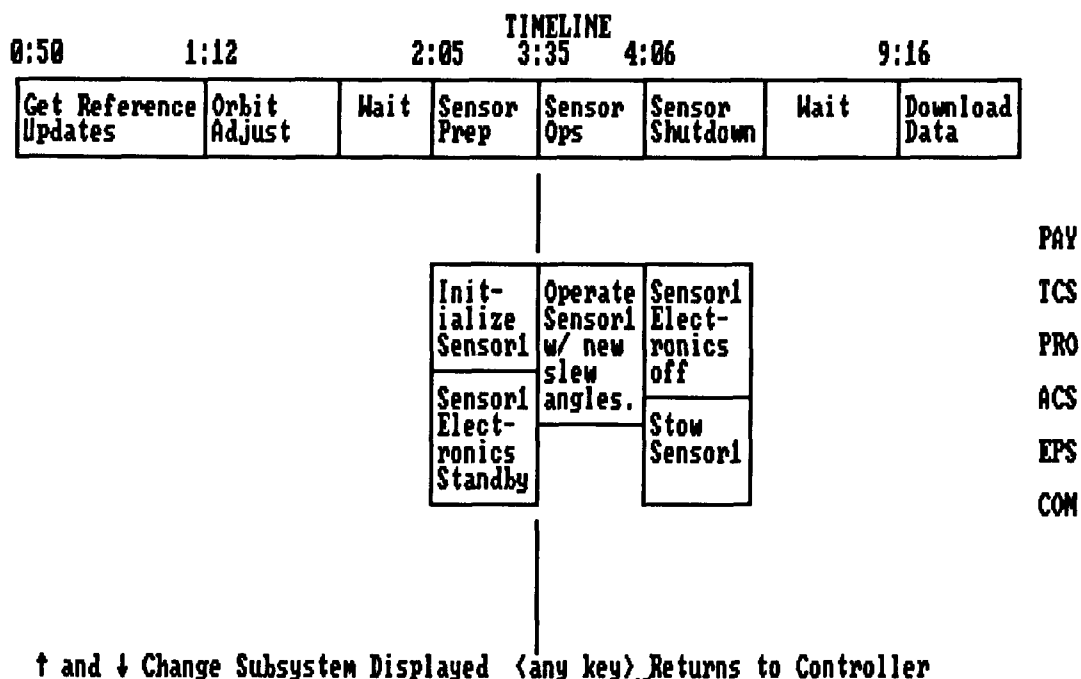 TIMELINE
0:50 1:12 2:05 3:35 4:06 9:16
Get Reference Updates
Orbit Adjust
Wait
Sensor Prep
Sensor Ops
Sensor Shutdown
Wait
Download Data
Init-
ialize
Sensor1
Sensor1
Elect-
ronics
Standby
Operate
Sensor1
w/ new
slew
angles.
Sensor1
Elect-
ronics
off
Stow
Sensor1
PAY
TCS
PRO
ACS
EPS
COM
↑ and ↓ Change Subsystem Displayed <any key> Returns to Controller